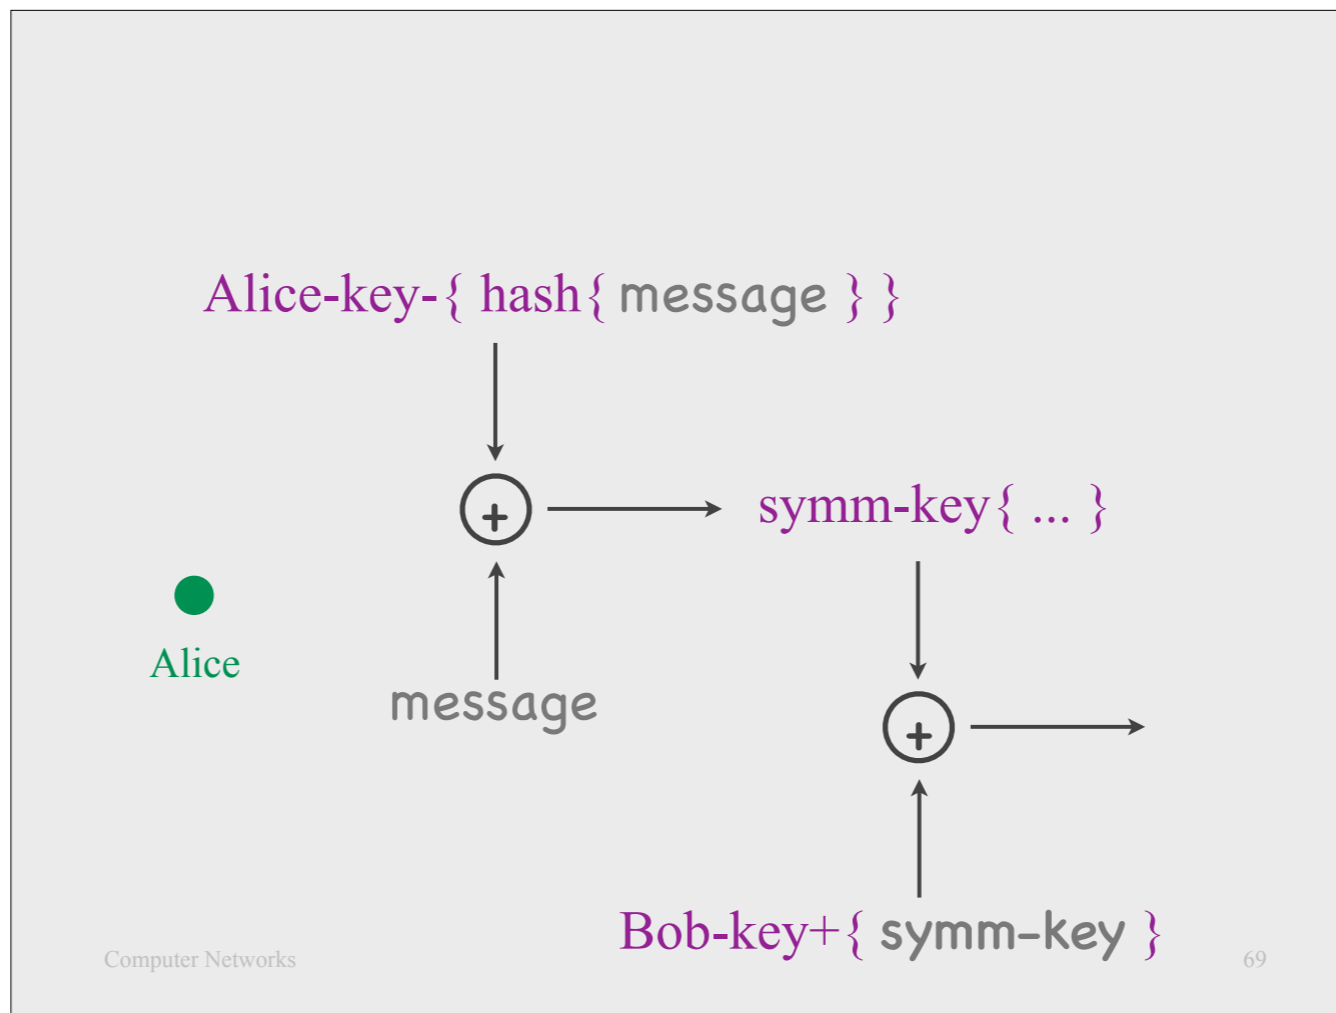 Alice-key-{ hash{ message } }
+
symm-key{ ... }
Alice
message
+
Bob-key+{ symm-key }
Computer Networks
69